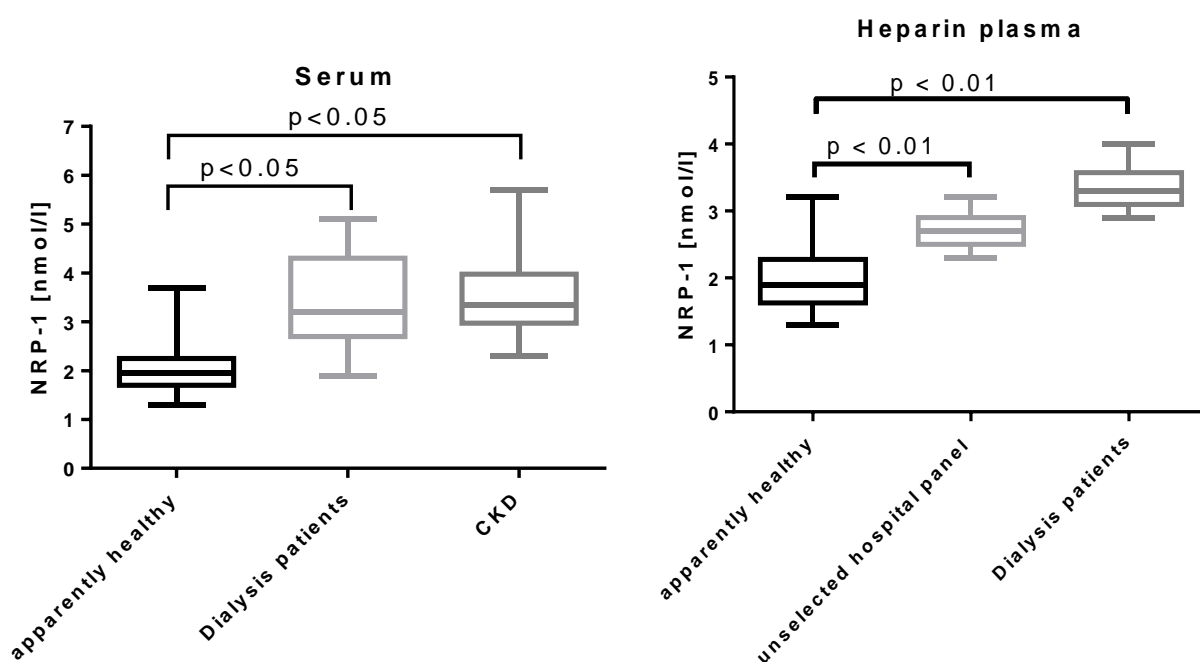 Serum
p<0.05
p<0.05
NRP-1 [nmol/l]
7
6
5
4
3
2
1
0
apparently healthy
Dialysis patients
CKD
Heparin plasma
p < 0.01
p < 0.01
NRP-1 [nmol/l]
5
4
3
2
1
0
apparently healthy
unselected hospital panel
Dialysis patients